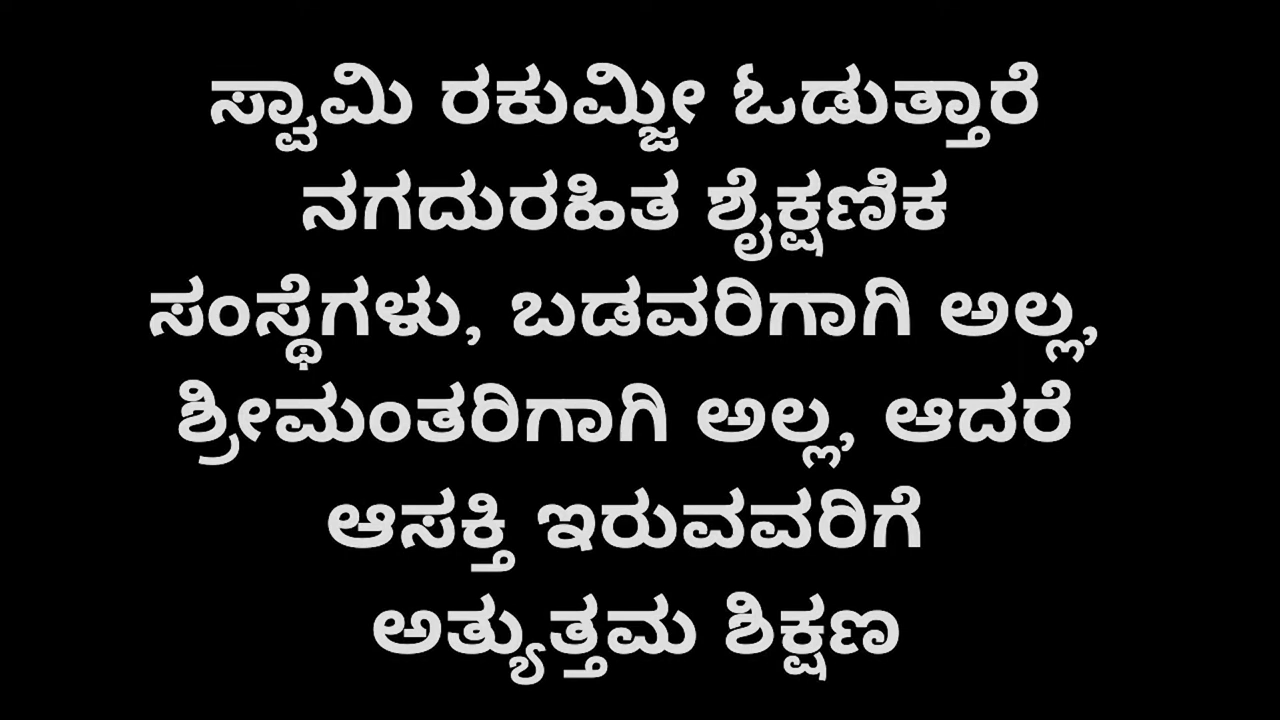 ಸ್ವಾಮಿ ರಕುಮ್ಜೀ ಓಡುತ್ತಾರೆ
ನಗದುರಹಿತ ಶೈಕ್ಷಣಿಕ
ಸಂಸ್ಥೆಗಳು, ಬಡವರಿಗಾಗಿ ಅಲ್ಲ,
ಶ್ರೀಮಂತರಿಗಾಗಿ ಅಲ್ಲ, ಆದರೆ
ಆಸಕ್ತಿ ಇರುವವರಿಗೆ
ಅತ್ಯುತ್ತಮ ಶಿಕ್ಷಣ